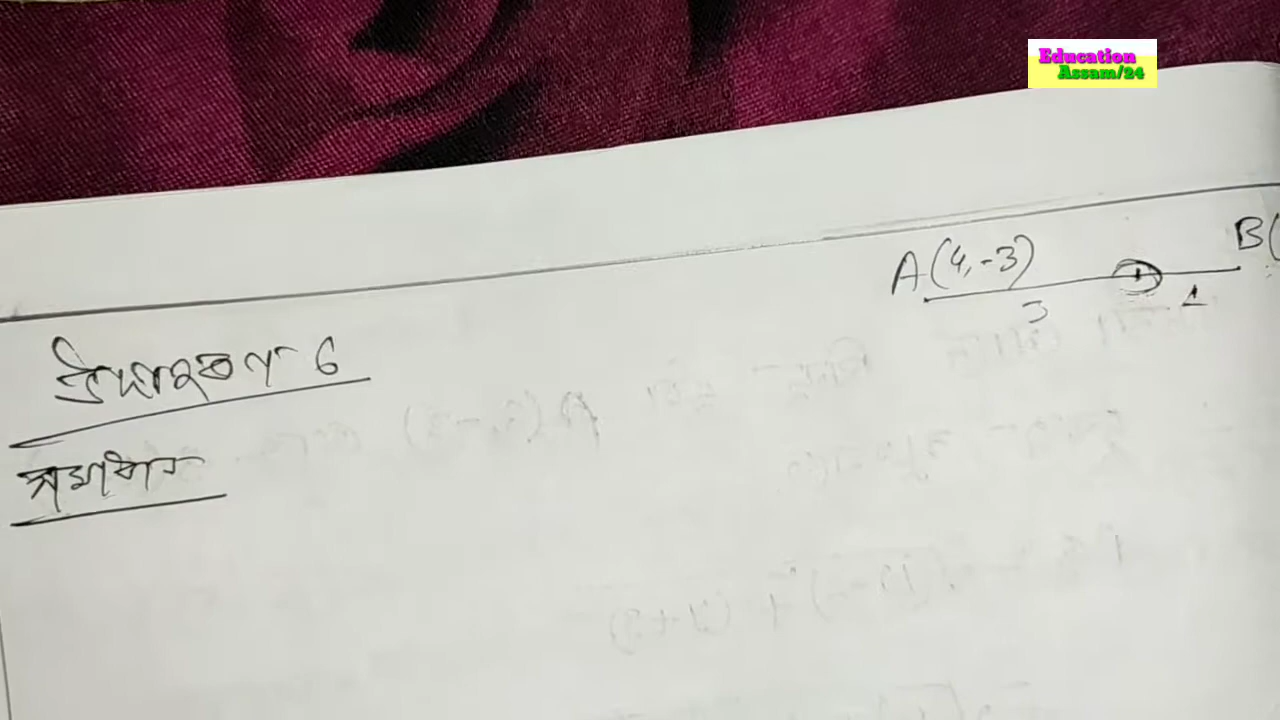 Education
Assam/24
A(4,-3)
B(
3
1
উদাহৰণ 6
সমাধান